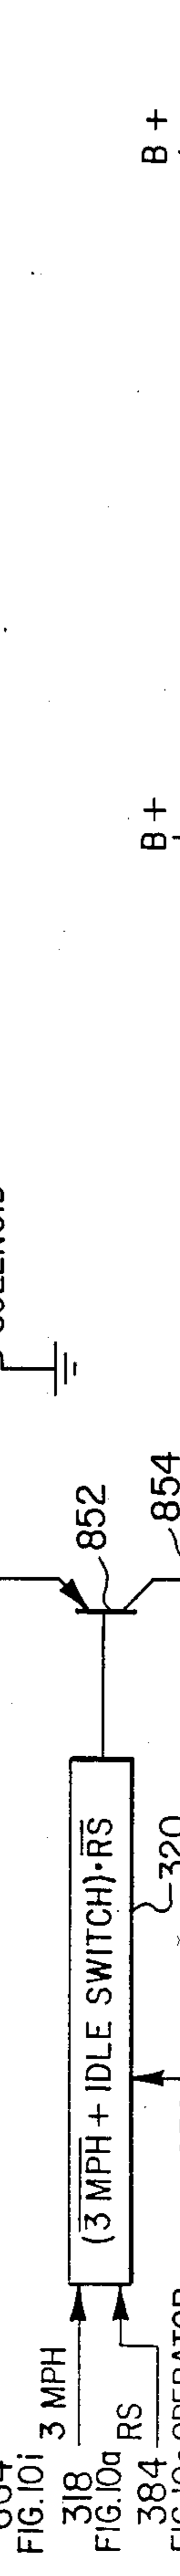 FIG.10i
3 MPH
318
FIG.10a
RS
384
(3 MPH + IDLE SWITCH)·RS
320
852
854
B +
B +